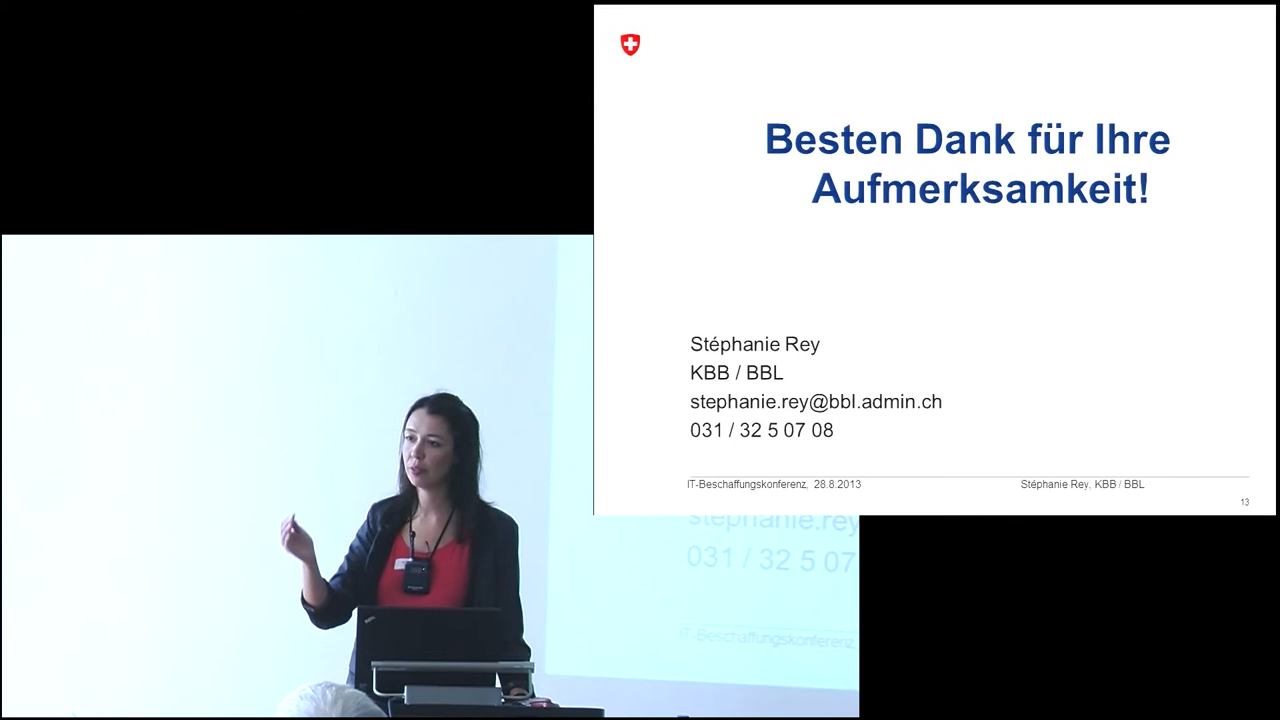 Besten Dank für Ihre
Aufmerksamkeit!
Stéphanie Rey
KBB / BBL
stephanie.rey@bbl.admin.ch
031 / 32 5 07 08
IT-Beschaffungskonferenz, 28.8.2013
Stéphanie Rey, KBB / BBL
13
stephanie.rey
031 / 32 5 07
IT-Beschaffungskonferenz,